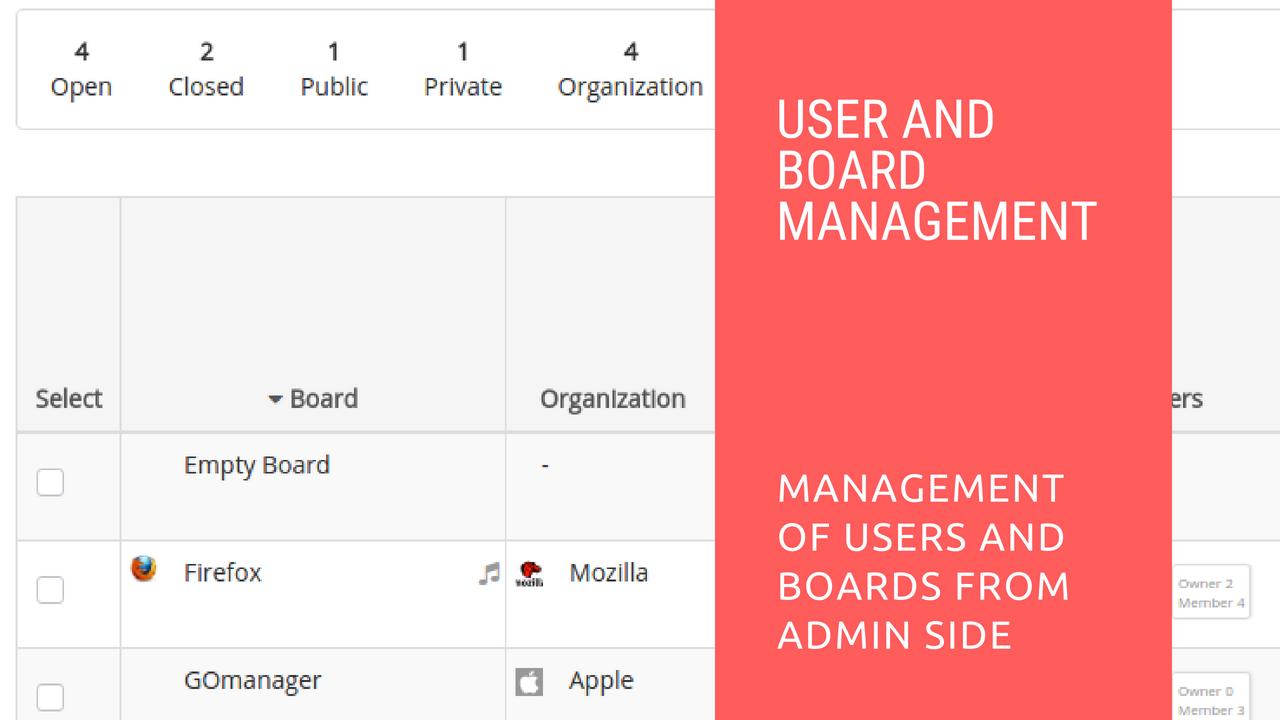 4 2 1 1 4
Open Closed Public Private Organization
USER AND
BOARD
MANAGEMENT
Select Board Organization ers
Empty Board -
Firefox Mozilla
mozilla
Owner 2
Member 4
GOmanager Apple
Owner 0
Member 3
MANAGEMENT
OF USERS AND
BOARDS FROM
ADMIN SIDE